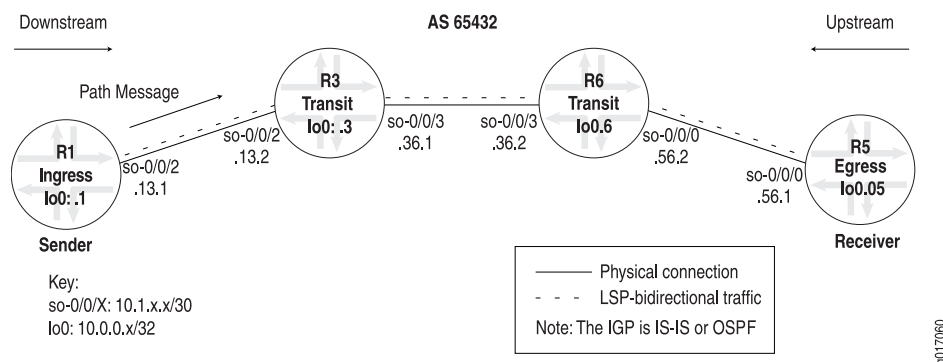 Downstream
AS 65432
Upstream
Path Message
R3
Transit
lo0: .3
R6
Transit
lo0.6
R1
Ingress
lo0: .1
so-0/0/2
.13.1
so-0/0/2
.13.2
so-0/0/3
.36.1
so-0/0/3
.36.2
so-0/0/0
.56.2
so-0/0/0
.56.1
R5
Egress
lo0.05
Sender
Receiver
Key:
so-0/0/X: 10.1.x.x/30
lo0: 10.0.0.x/32
Physical connection
LSP-bidirectional traffic
Note: The IGP is IS-IS or OSPF
g017060